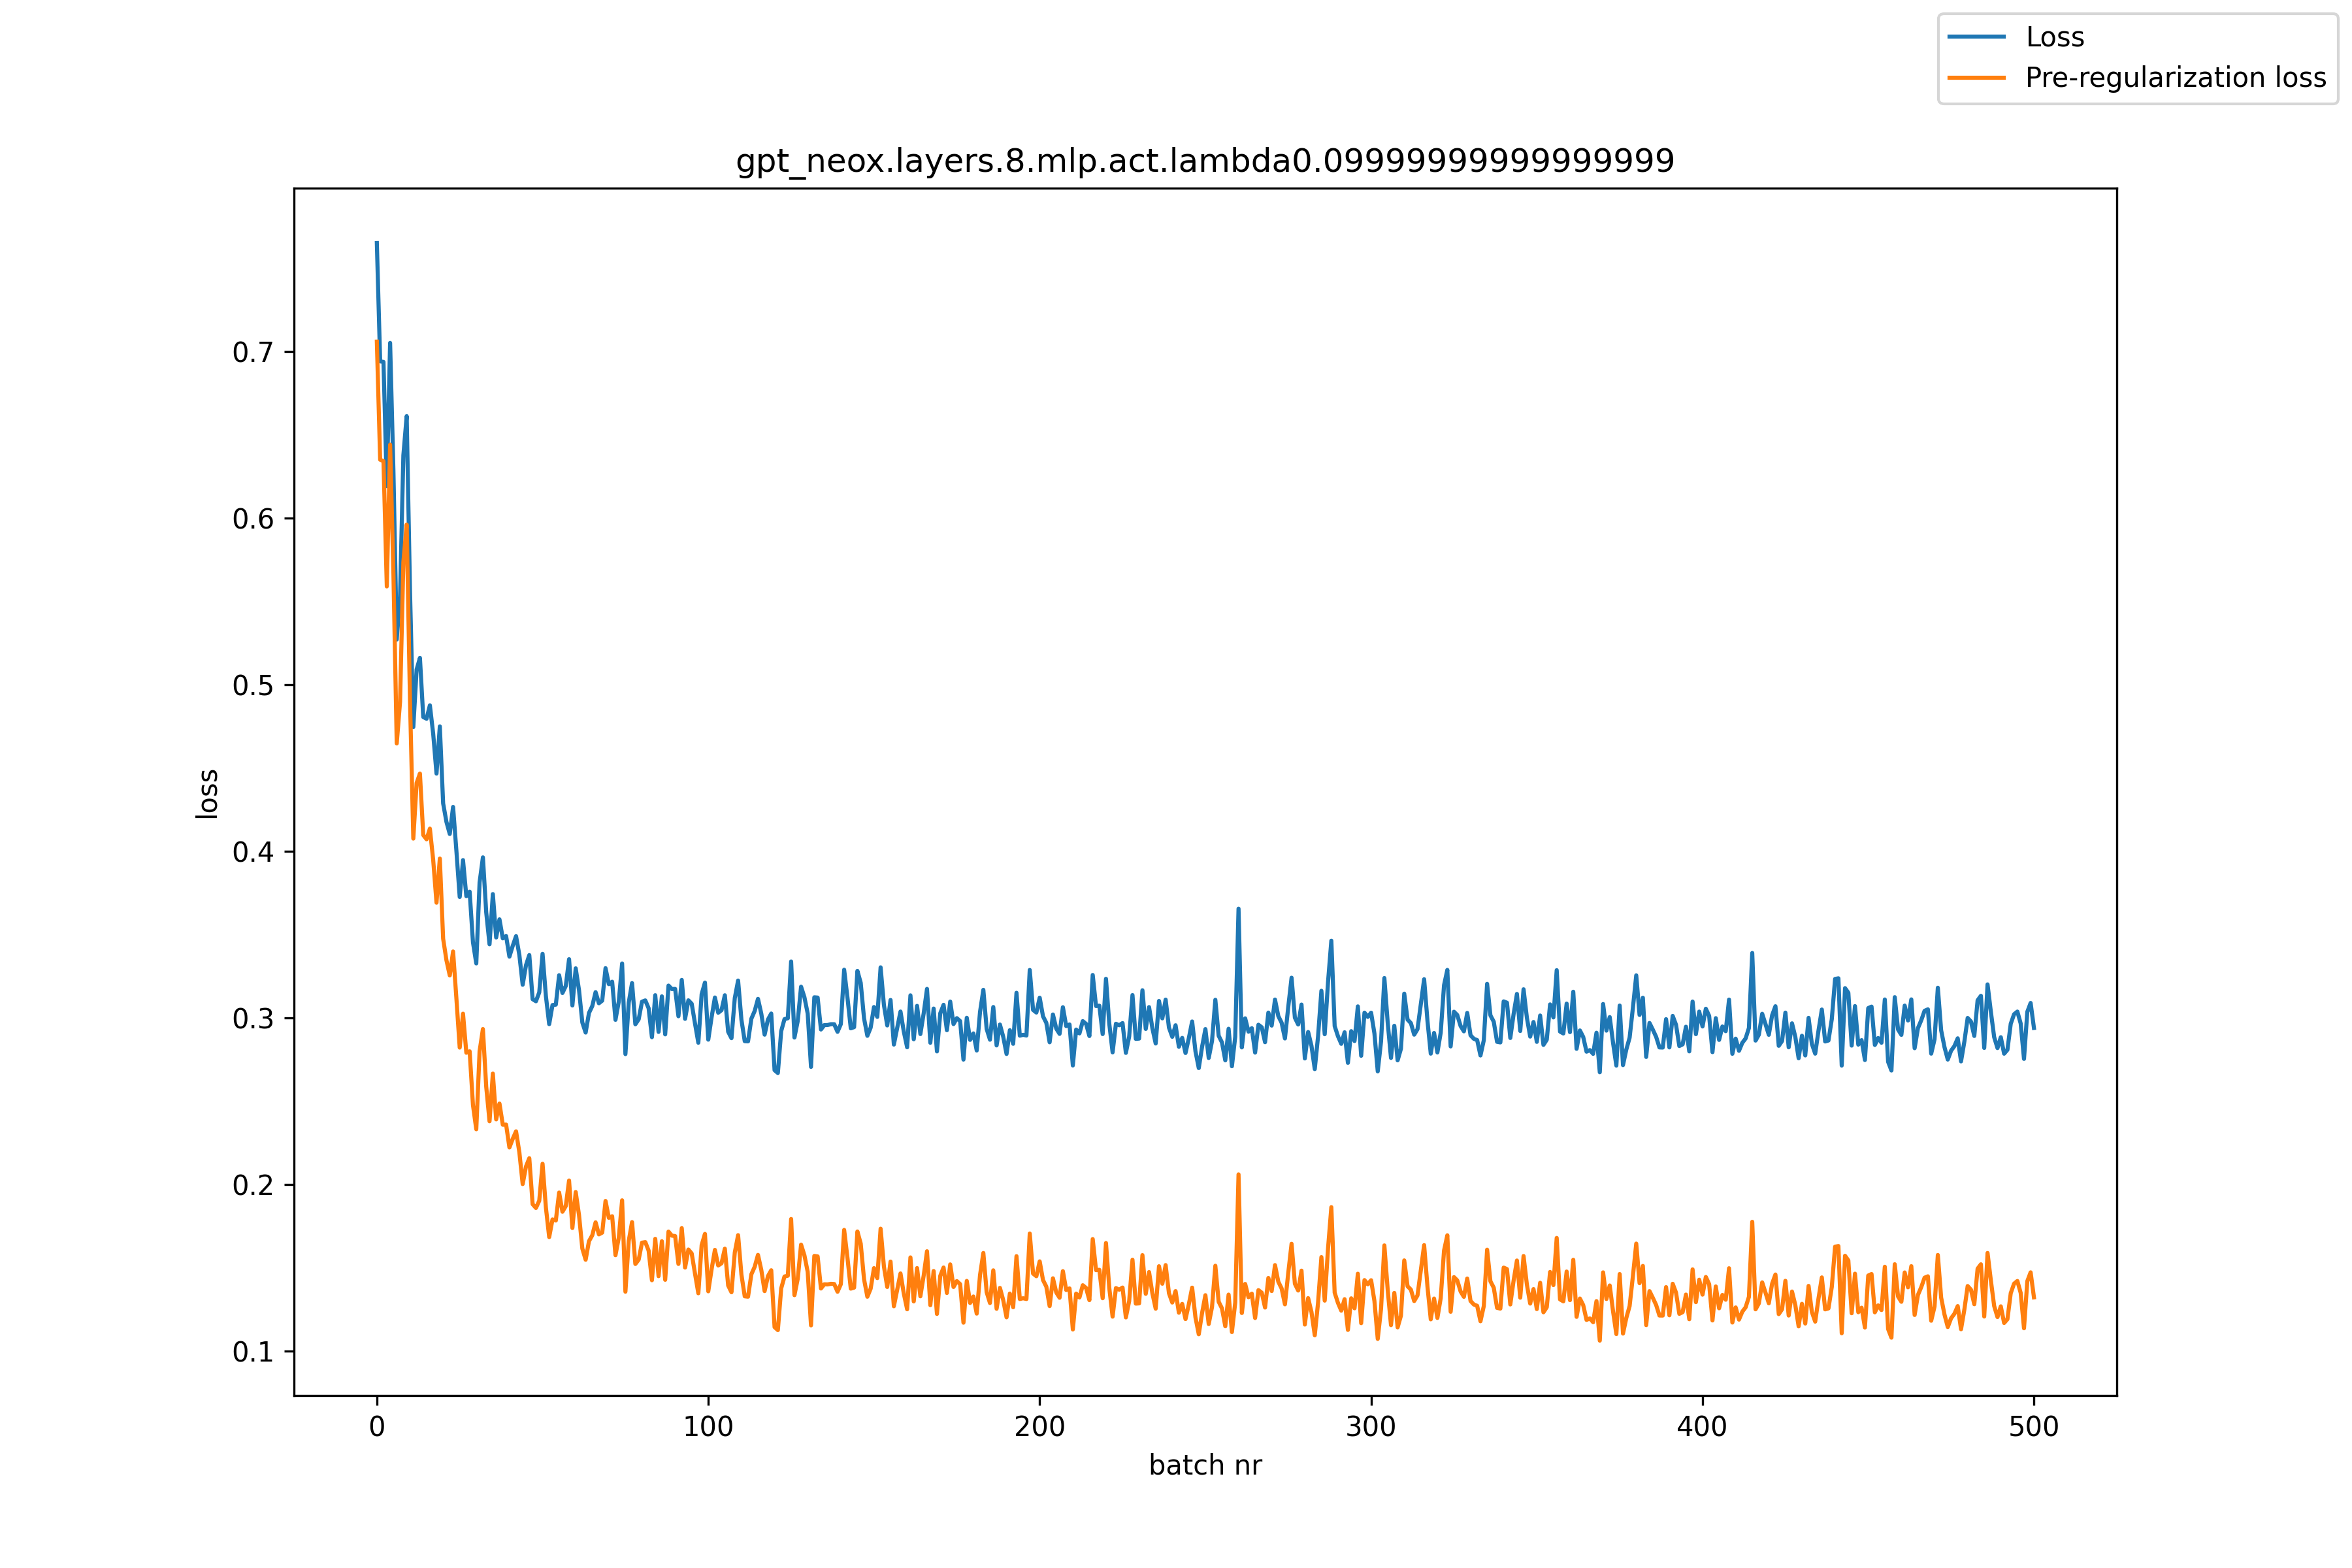 Loss
Pre-regularization loss
gpt_neox.layers.8.mlp.act.lambda0.09999999999999999
0.7
0.6
0.5
0.4
0.3
0.2
0.1
loss
0 100 200 300 400 500
batch nr